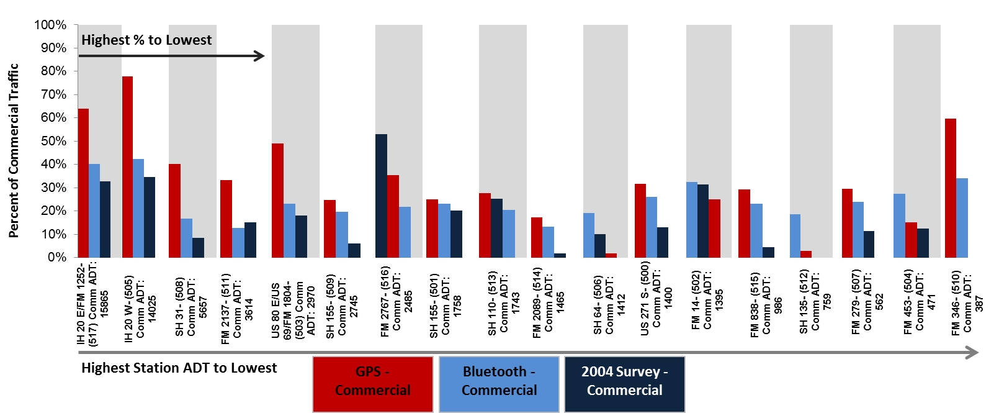 100%
90%
80%
70%
60%
50%
40%
30%
20%
10%
0%
Percent of Commercial Traffic
Highest % to Lowest
IH 20 E/FM 1252-
(517) Comm ADT:
15865
IH 20 W- (505)
Comm ADT:
14025
SH 31- (508)
Comm ADT:
5657
FM 2137- (511)
Comm ADT:
3614
US 80 E/US
69/FM 1804-
(503) Comm
ADT: 2970
SH 155- (509)
Comm ADT:
2745
FM 2767- (516)
Comm ADT:
2485
SH 155- (501)
Comm ADT:
1758
SH 110- (513)
Comm ADT:
1743
FM 2089- (514)
Comm ADT:
1465
SH 64- (506)
Comm ADT:
1412
US 271 S- (500)
Comm ADT:
1400
FM 14- (502)
Comm ADT:
1395
FM 838- (515)
Comm ADT:
986
SH 135- (512)
Comm ADT:
759
FM 279- (507)
Comm ADT:
562
FM 453- (504)
Comm ADT:
471
FM 346- (510)
Comm ADT:
387
Highest Station ADT to Lowest
GPS -
Commercial
Bluetooth -
Commercial
2004 Survey -
Commercial